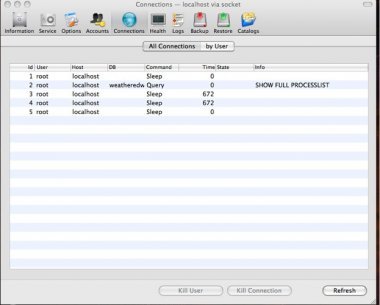 Connections — localhost via socket
Information Service Options Accounts Connections Health Logs Backup Restore Catalogs
All Connections by User
Id User Host DB Command Time State Info
1 root localhost Sleep 0
2 root localhost weatheredw Query 0 SHOW FULL PROCESSLIST
3 root localhost Sleep 672
4 root localhost Sleep 672
5 root localhost Sleep 0
Kill User Kill Connection Refresh